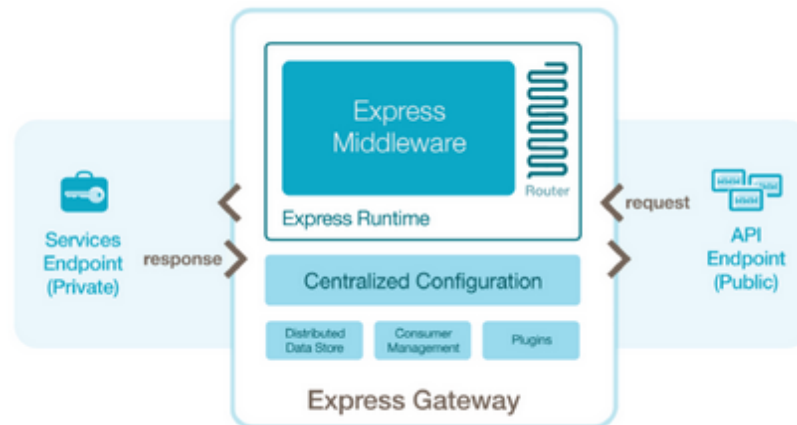 Express
Middleware
Router
Express Runtime
Services
Endpoint
(Private)
response
request
API
Endpoint
(Public)
Centralized Configuration
Distributed
Data Store
Consumer
Management
Plugins
Express Gateway